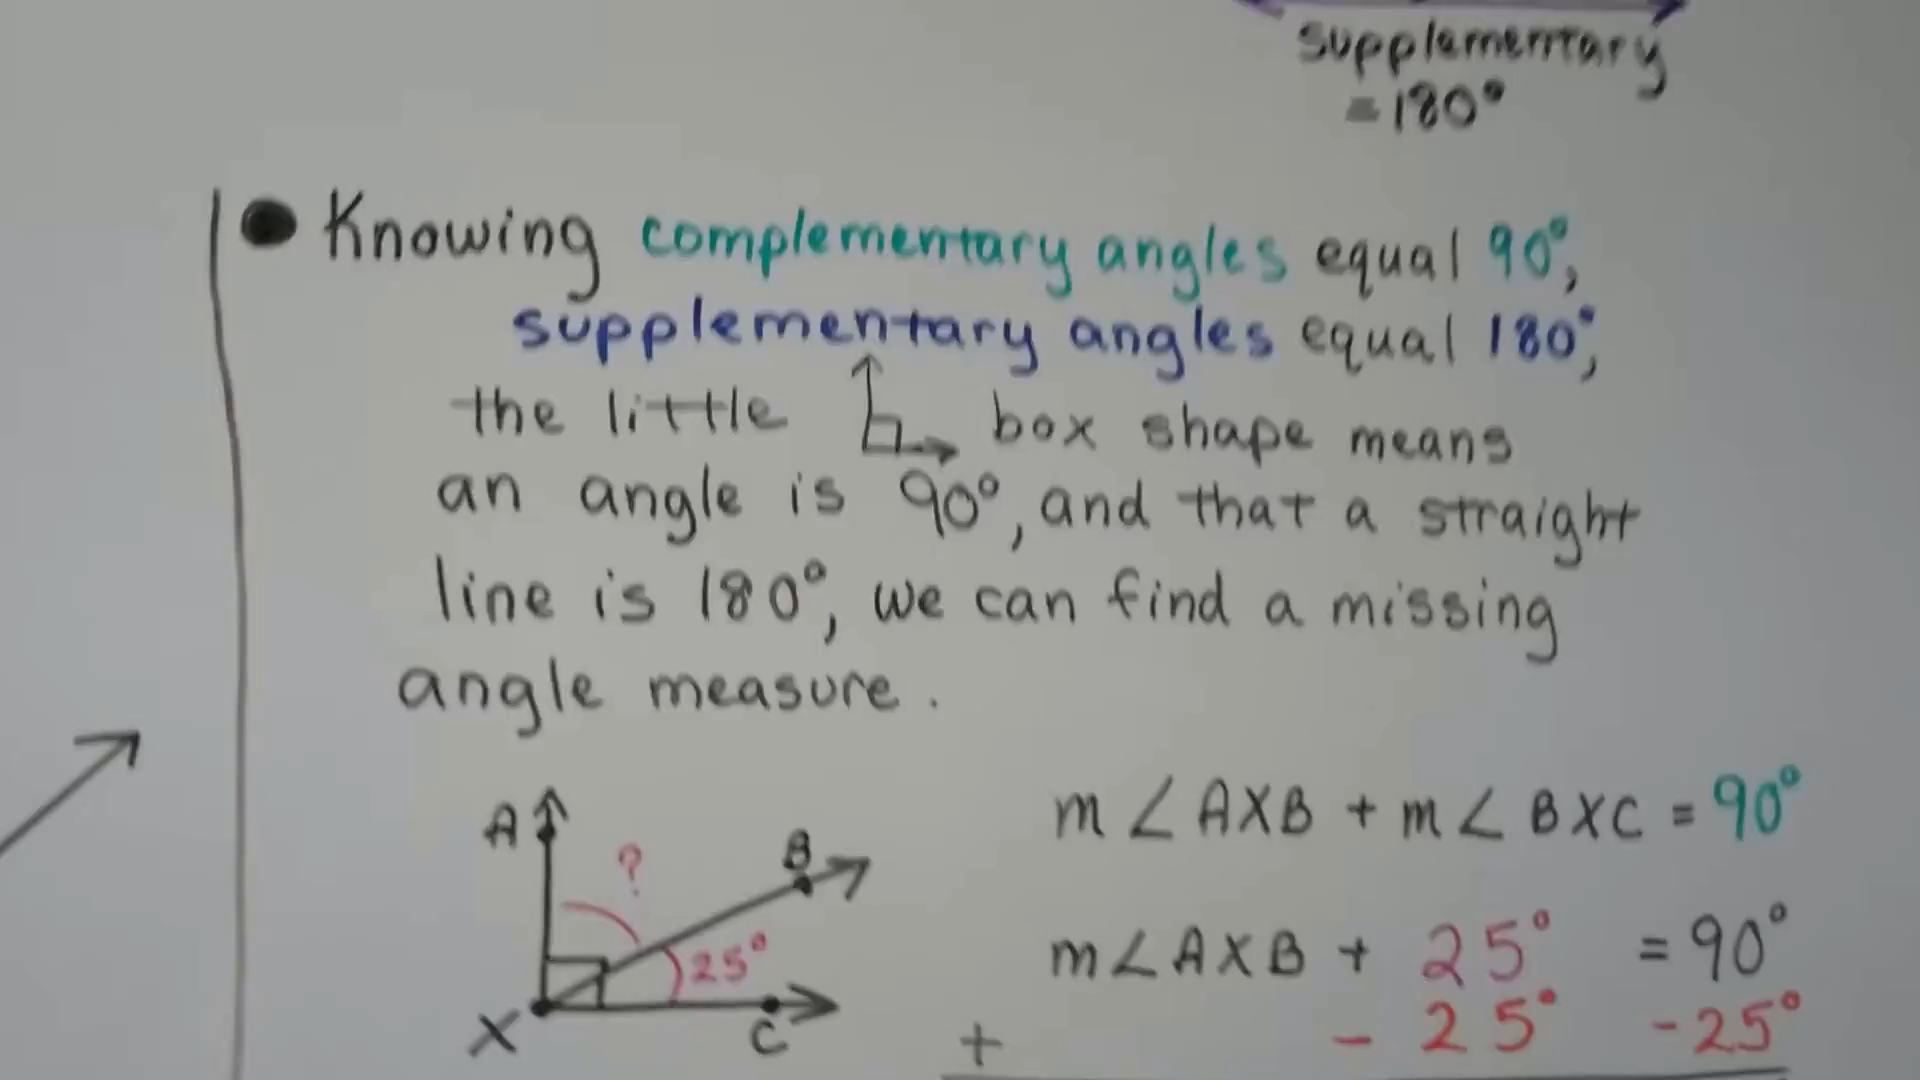 supplementary
= 180°
● Knowing complementary angles equal 90°,
supplementary angles equal 180°,
the little box shape means
an angle is 90°, and that a straight
line is 180°, we can find a missing
angle measure.
A
?
B
25°
X
C
m∠AXB + m∠BXC = 90°
m∠AXB + 25° = 90°
+ - 25° -25°